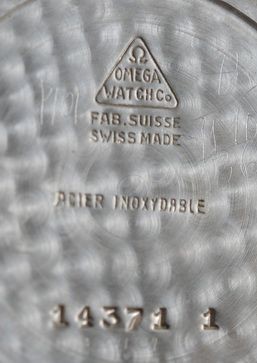 Ω
OMEGA
WATCH CO
FAB. SUISSE
SWISS MADE
ACIER INOXYDABLE
14371 1